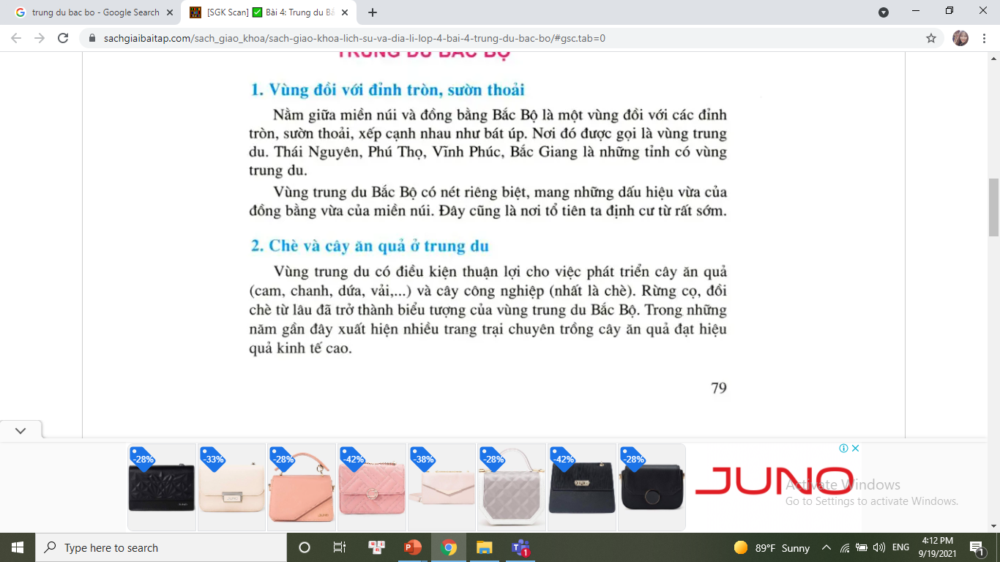 trung du bac bo - Google Search
[SGK Scan] ✅ Bài 4: Trung du Bắ
sachgiaibaitap.com/sach_giao_khoa/sach-giao-khoa-lich-su-va-dia-li-lop-4-bai-4-trung-du-bac-bo/#gsc.tab=0
TRUNG DU BẮC BỘ
1. Vùng đồi với đỉnh tròn, sườn thoải
Nằm giữa miền núi và đồng bằng Bắc Bộ là một vùng đồi với các đỉnh
tròn, sườn thoải, xếp cạnh nhau như bát úp. Nơi đó được gọi là vùng trung
du. Thái Nguyên, Phú Thọ, Vĩnh Phúc, Bắc Giang là những tỉnh có vùng
trung du.
Vùng trung du Bắc Bộ có nét riêng biệt, mang những dấu hiệu vừa của
đồng bằng vừa của miền núi. Đây cũng là nơi tổ tiên ta định cư từ rất sớm.
2. Chè và cây ăn quả ở trung du
Vùng trung du có điều kiện thuận lợi cho việc phát triển cây ăn quả
(cam, chanh, dứa, vải,...) và cây công nghiệp (nhất là chè). Rừng cọ, đồi
chè từ lâu đã trở thành biểu tượng của vùng trung du Bắc Bộ. Trong những
năm gần đây xuất hiện nhiều trang trại chuyên trồng cây ăn quả đạt hiệu
quả kinh tế cao.
79
-28% -33% -28% -42% -38% -28% -42% -28%
JUNO
JUNO
Activate Windows
Go to Settings to activate Windows.
Type here to search
89°F Sunny
ENG
4:12 PM
9/19/2021
1
1